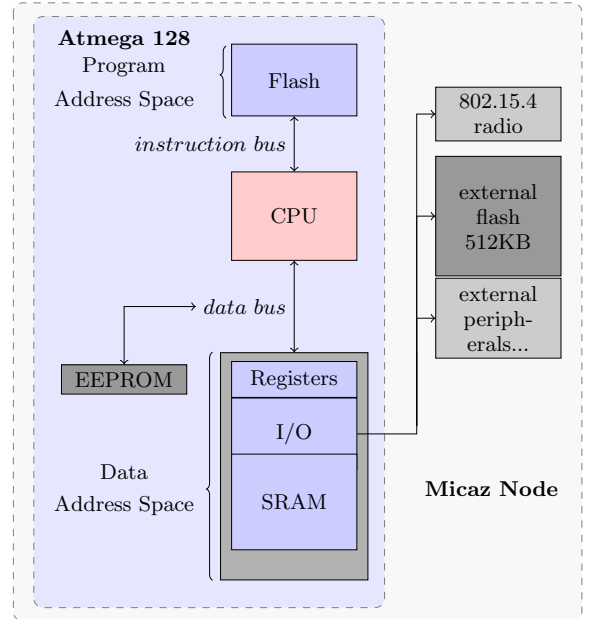 Atmega 128
Program
Address Space
Flash
instruction bus
CPU
data bus
EEPROM
Registers
I/O
SRAM
Data
Address Space
802.15.4
radio
external
flash
512KB
external
periph-
erals...
Micaz Node